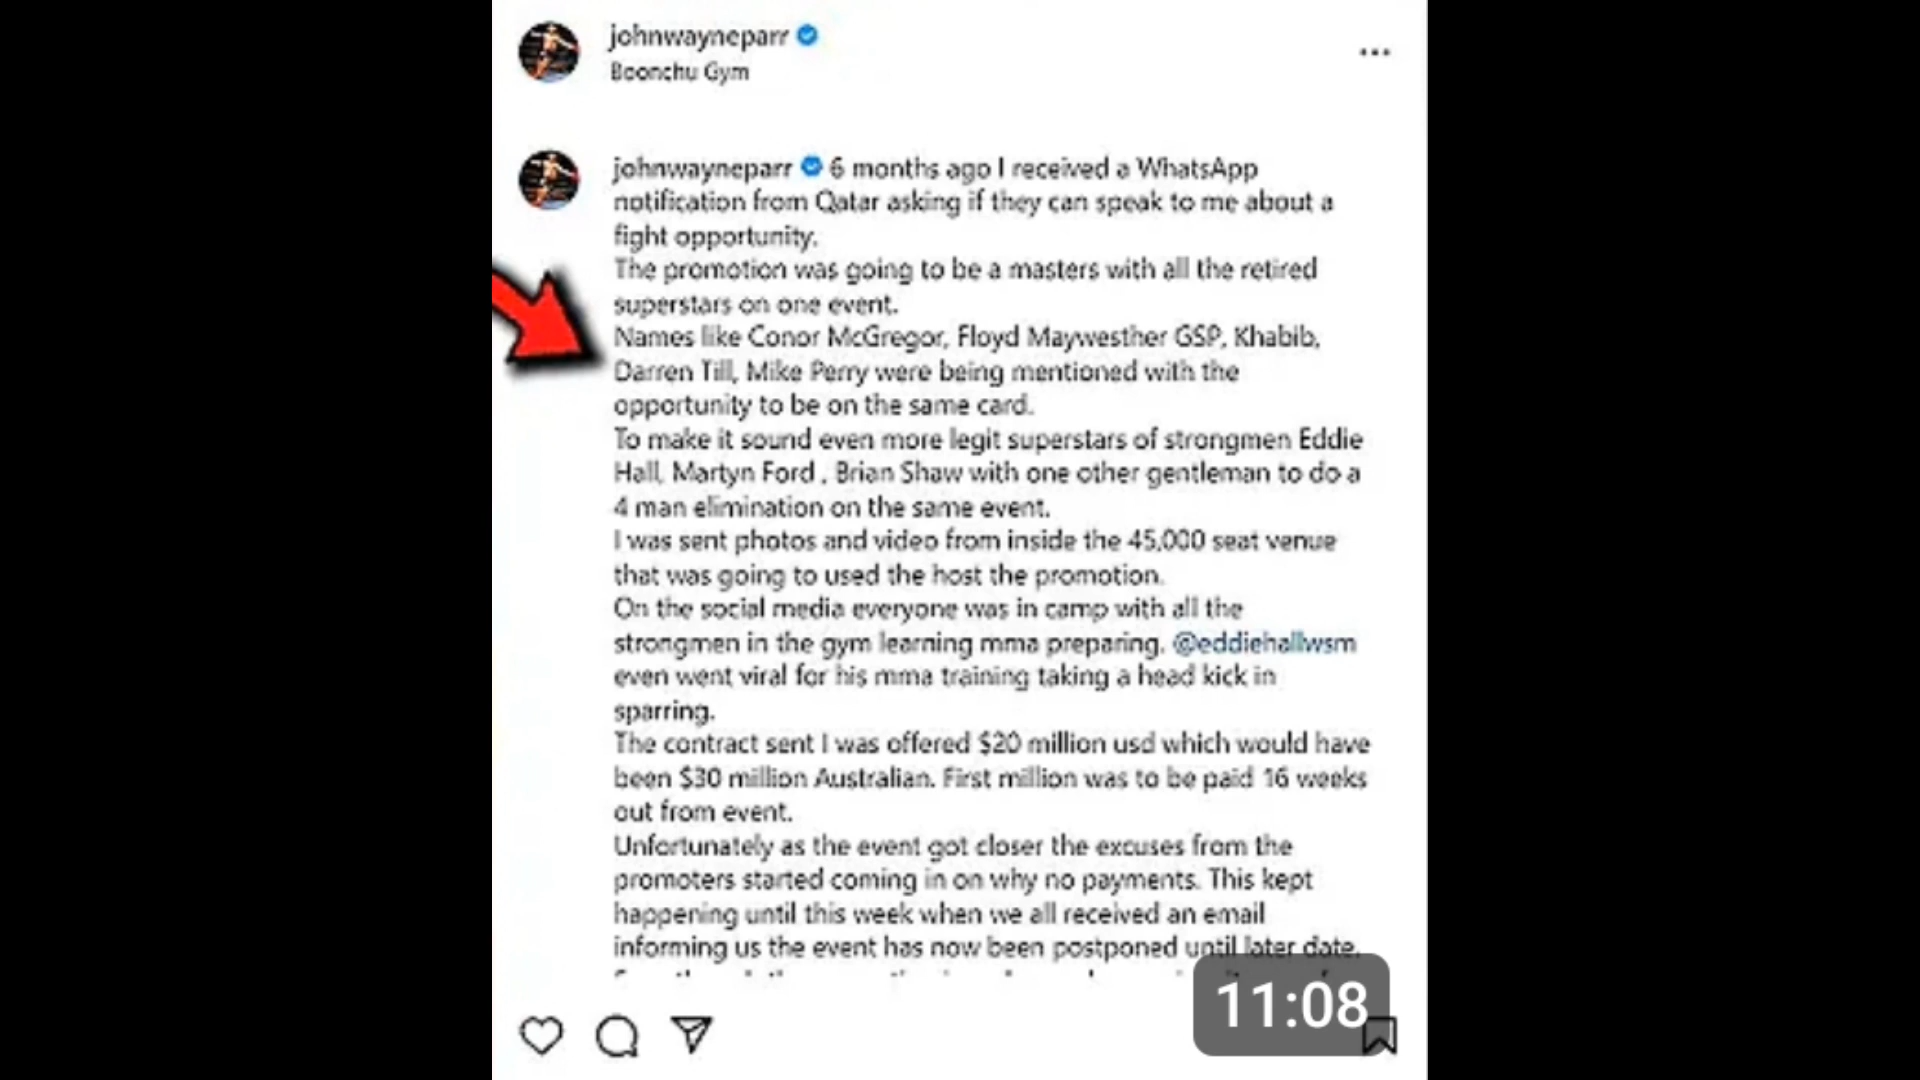 johnwayneparr
Boonchu Gym
johnwayneparr 6 months ago I received a WhatsApp
notification from Qatar asking if they can speak to me about a
fight opportunity.
The promotion was going to be a masters with all the retired
superstars on one event.
Names like Conor McGregor, Floyd Maywesther GSP, Khabib,
Darren Till, Mike Perry were being mentioned with the
opportunity to be on the same card.
To make it sound even more legit superstars of strongmen Eddie
Hall, Martyn Ford , Brian Shaw with one other gentleman to do a
4 man elimination on the same event.
I was sent photos and video from inside the 45,000 seat venue
that was going to used the host the promotion.
On the social media everyone was in camp with all the
strongmen in the gym learning mma preparing. @eddiehallwsm
even went viral for his mma training taking a head kick in
sparring.
The contract sent I was offered $20 million usd which would have
been $30 million Australian. First million was to be paid 16 weeks
out from event.
Unfortunately as the event got closer the excuses from the
promoters started coming in on why no payments. This kept
happening until this week when we all received an email
informing us the event has now been postponed until later date.
11:08